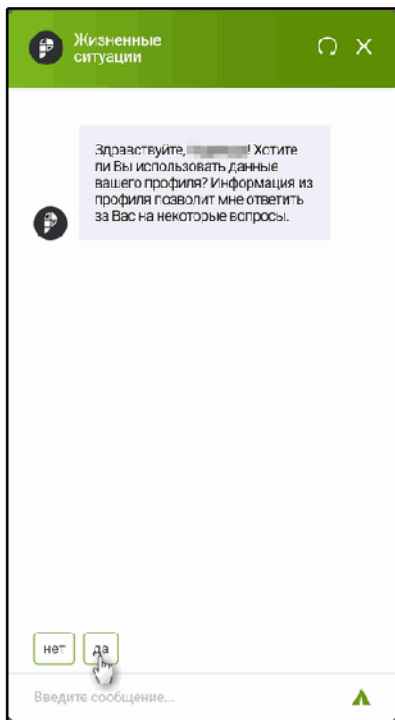 Жизненные
ситуации
Здравствуйте, ! Хотите
ли Вы использовать данные
вашего профиля? Информация из
профиля позволит мне ответить
за Вас на некоторые вопросы.
нет
да
Введите сообщение...